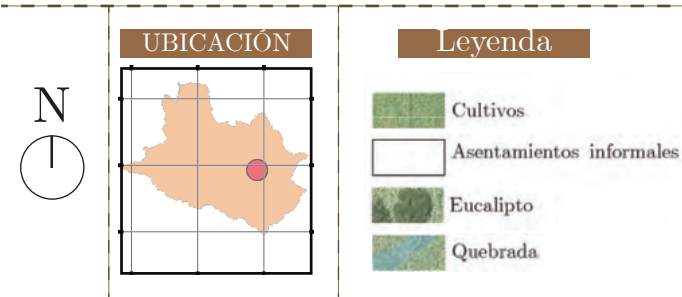 N
UBICACIÓN
Leyenda
Cultivos
Asentamientos informales
Eucalipto
Quebrada